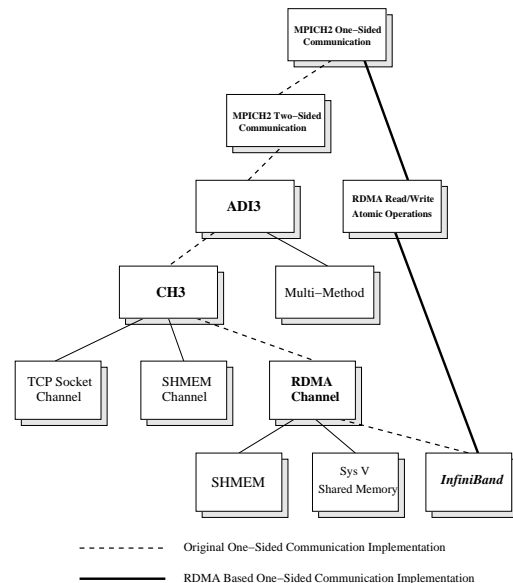 MPICH2 One−Sided
Communication
MPICH2 Two−Sided
Communication
ADI3
RDMA Read/Write
Atomic Operations
CH3
Multi−Method
TCP Socket
Channel
SHMEM
Channel
RDMA
Channel
SHMEM
Sys V
Shared Memory
InfiniBand
Original One−Sided Communication Implementation
RDMA Based One−Sided Communication Implementation